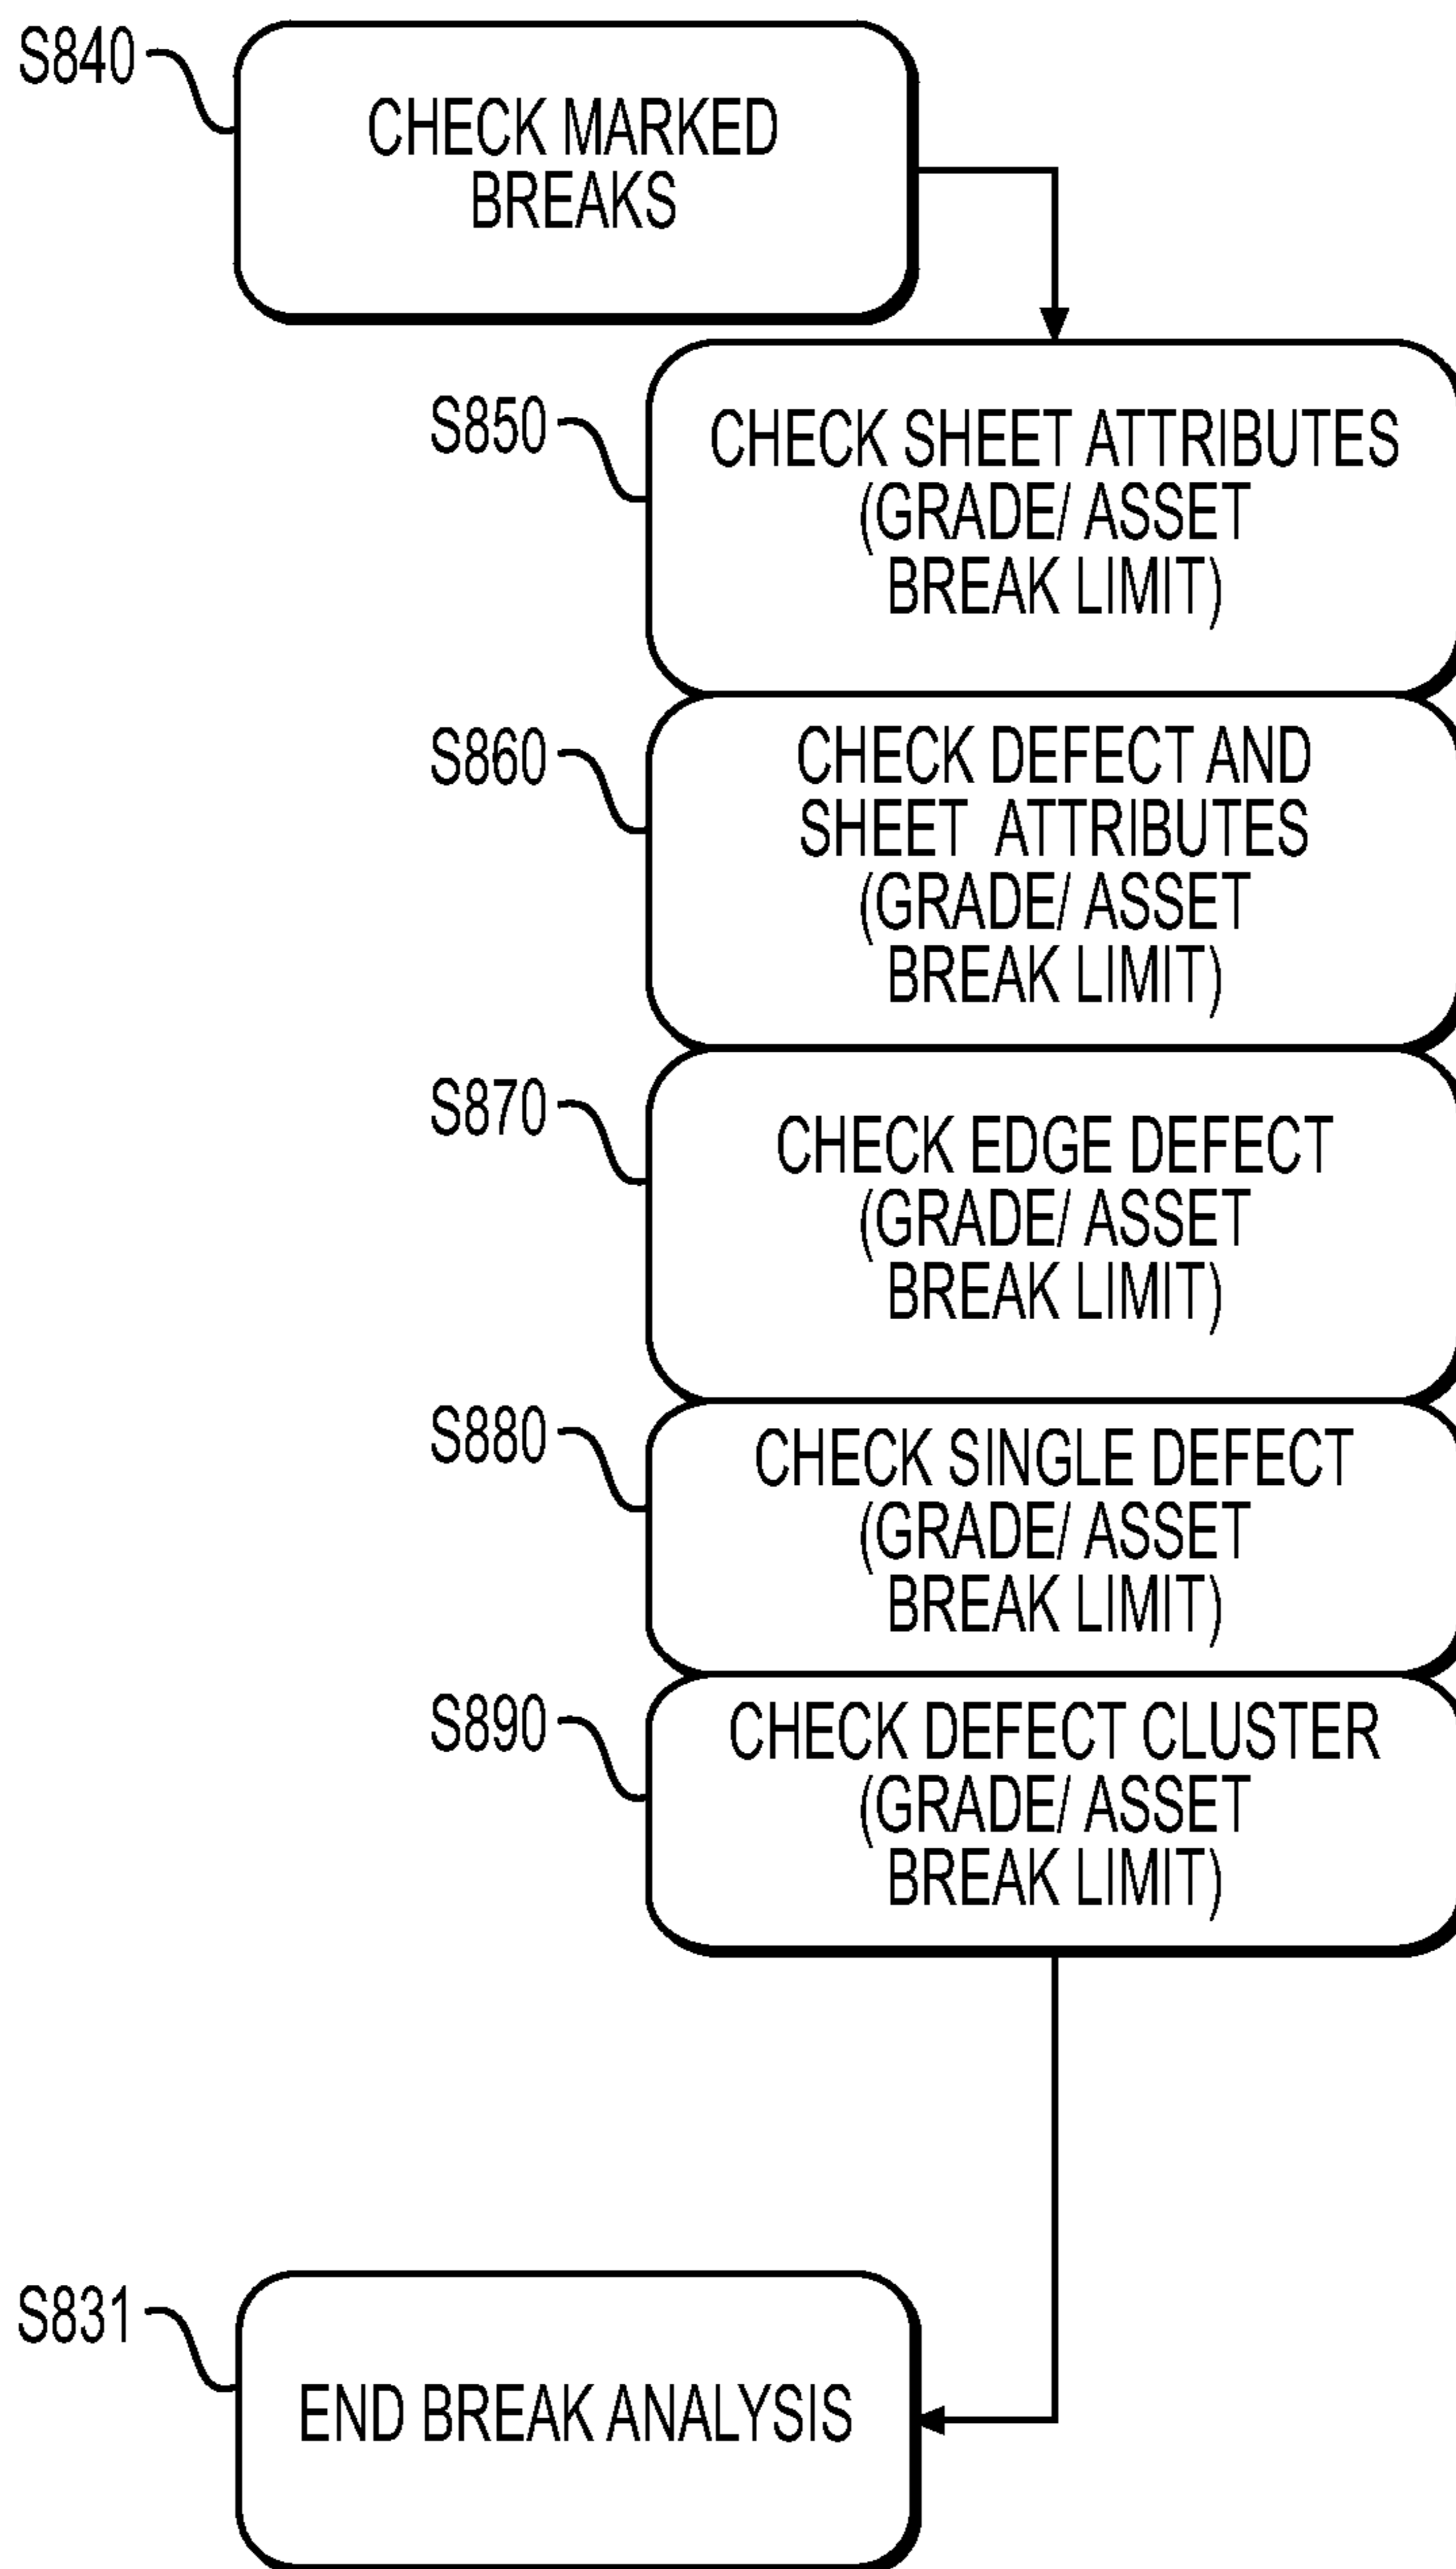 S840
CHECK MARKED
BREAKS
S850
CHECK SHEET ATTRIBUTES
(GRADE/ ASSET
BREAK LIMIT)
S860
CHECK DEFECT AND
SHEET ATTRIBUTES
(GRADE/ ASSET
BREAK LIMIT)
S870
CHECK EDGE DEFECT
(GRADE/ ASSET
BREAK LIMIT)
S880
CHECK SINGLE DEFECT
(GRADE/ ASSET
BREAK LIMIT)
S890
CHECK DEFECT CLUSTER
(GRADE/ ASSET
BREAK LIMIT)
S831
END BREAK ANALYSIS